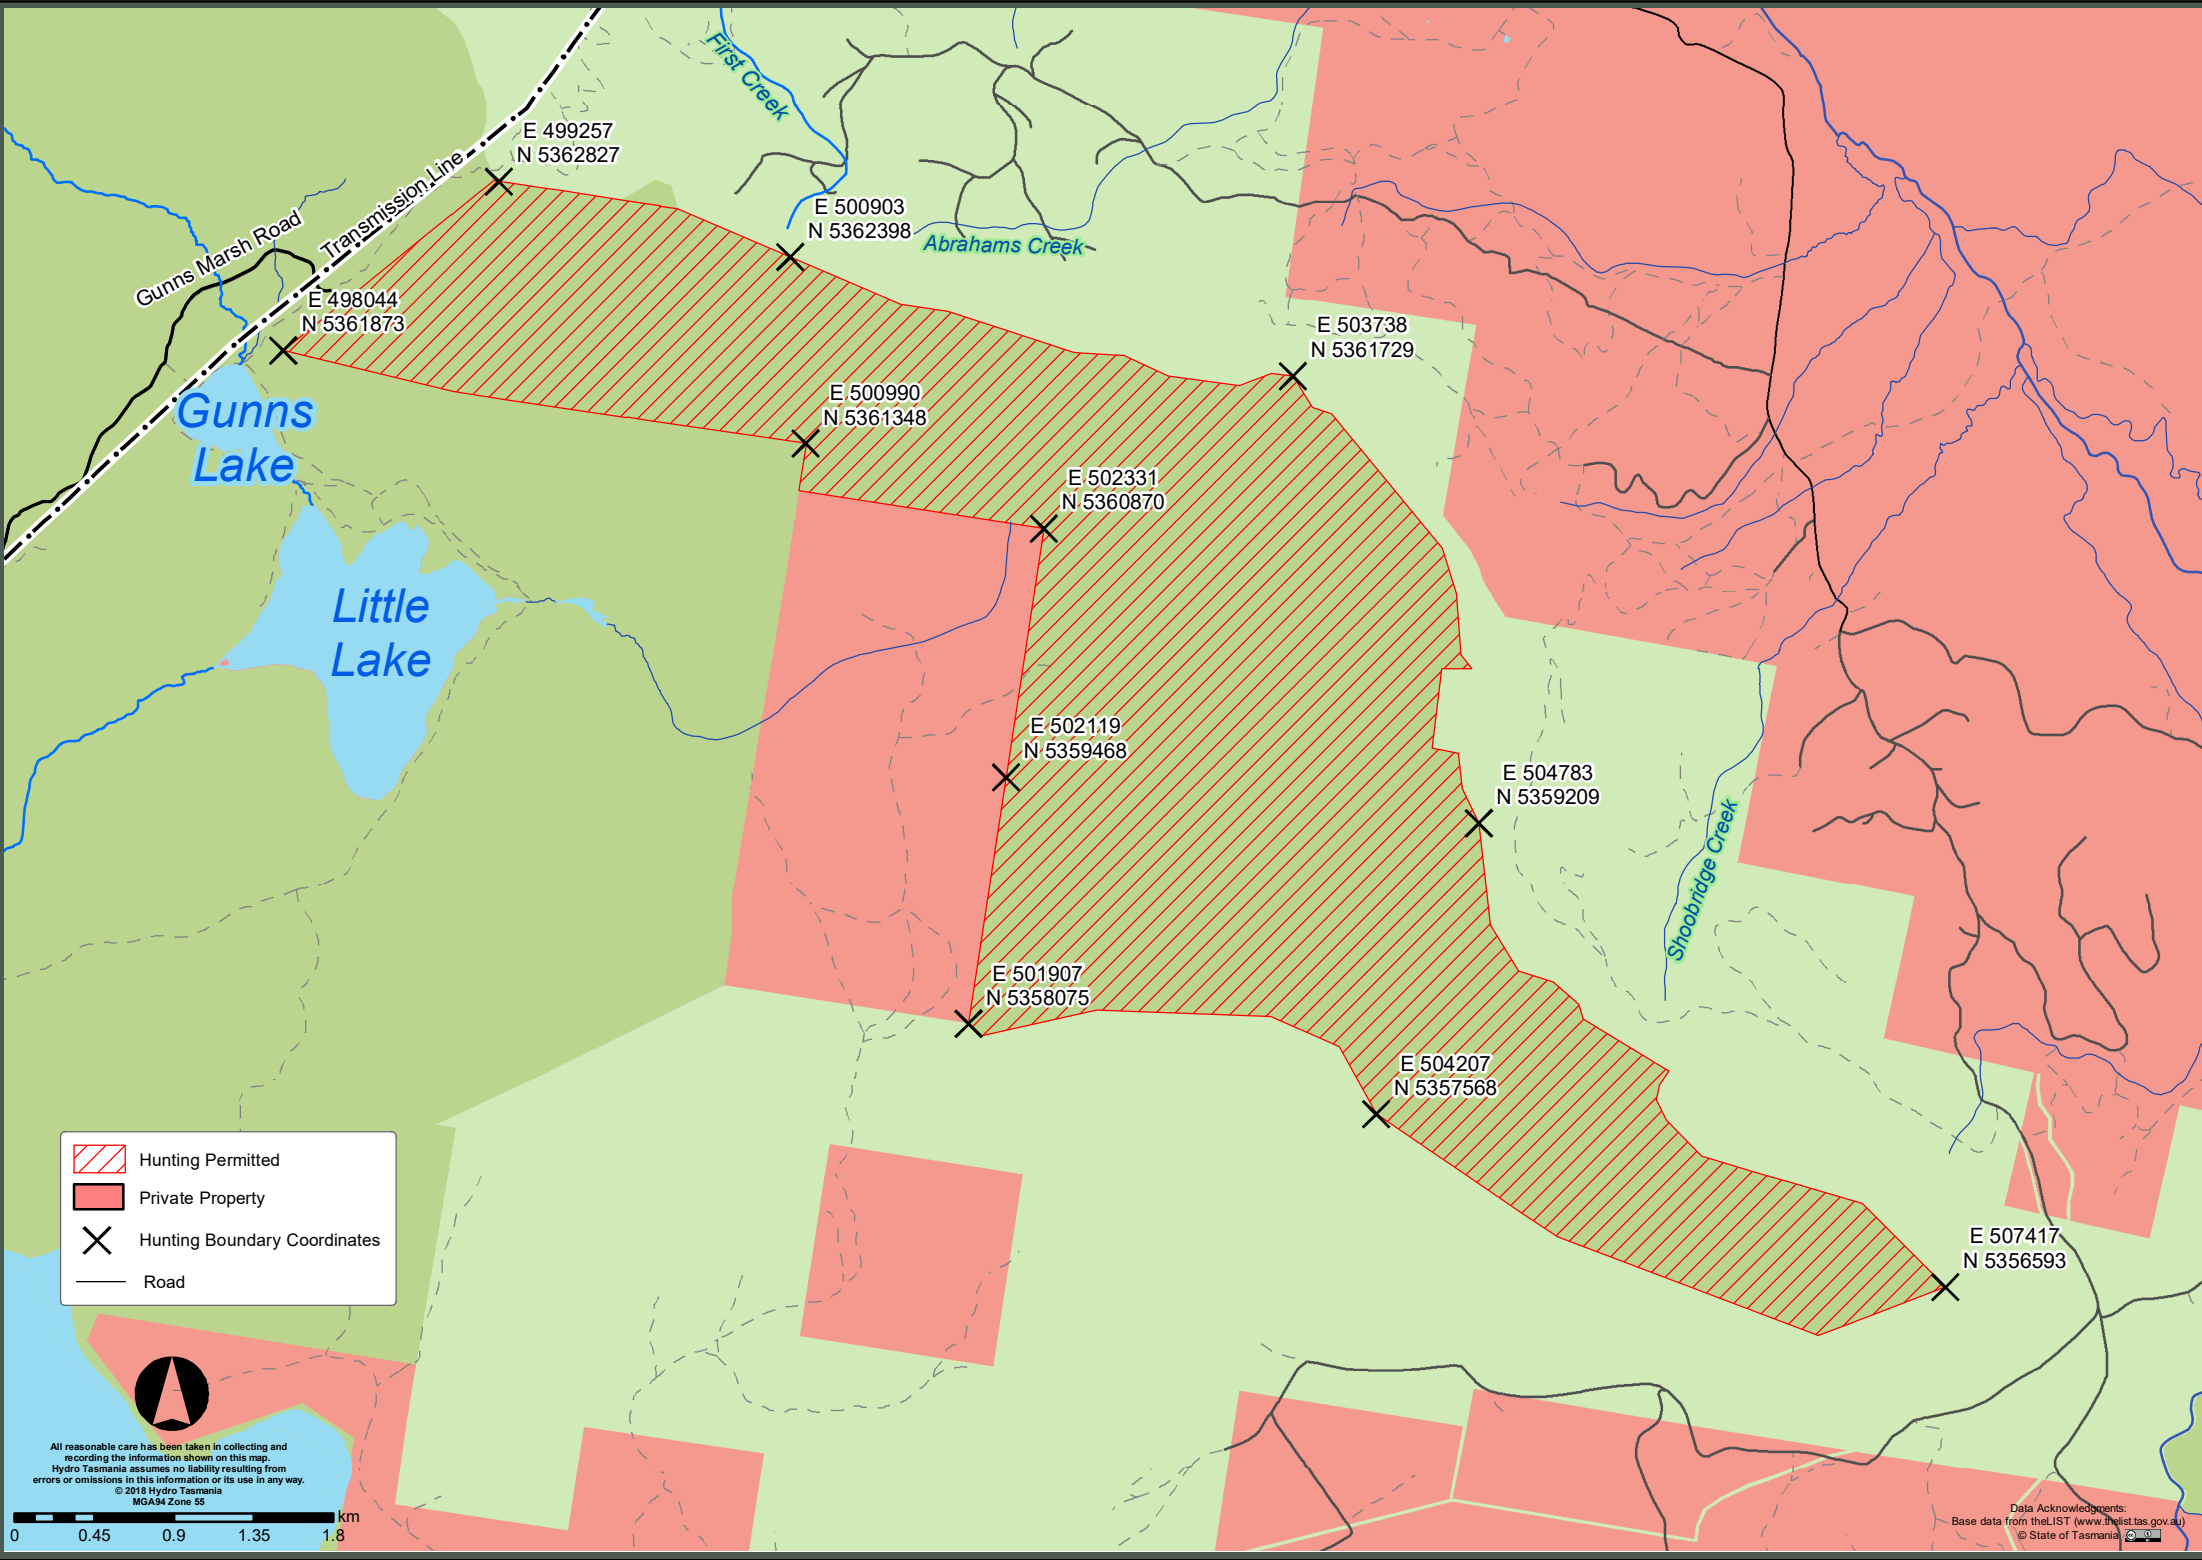 First Creek
E 499257
N 5362827
Transmission Line
Gunns Marsh Road
E 500903
N 5362398
Abrahams Creek
E 498044
N 5361873
E 503738
N 5361729
Gunns
Lake
E 500990
N 5361348
E 502331
N 5360870
Little
Lake
E 502119
N 5359468
E 504783
N 5359209
Shoobridge Creek
E 501907
N 5358075
E 504207
N 5357568
E 507417
N 5356593
Hunting Permitted
Private Property
Hunting Boundary Coordinates
Road
All reasonable care has been taken in collecting and
recording the information shown on this map.
Hydro Tasmania assumes no liability resulting from
errors or omissions in this information or its use in any way.
© 2018 Hydro Tasmania
MGA94 Zone 55
km
0 0.45 0.9 1.35 1.8
Data Acknowledgments:
Base data from theLIST (www.thelist.tas.gov.au)
© State of Tasmania